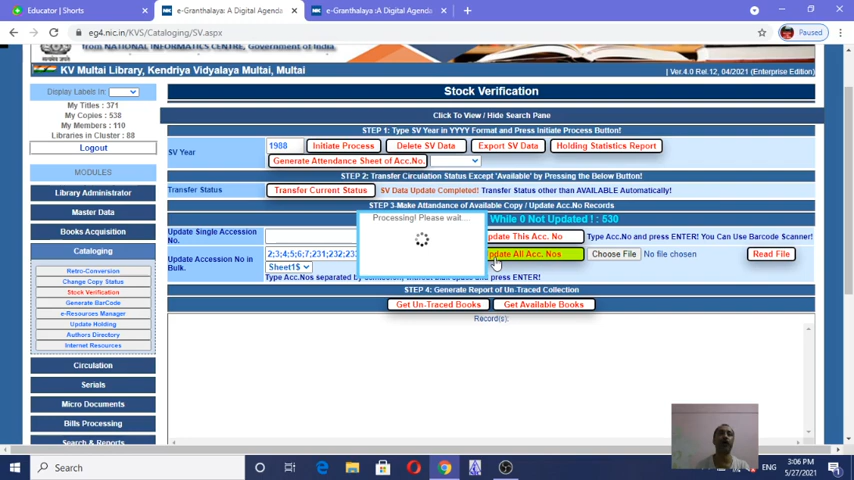 Educator | Shorts
e-Granthalaya: A Digital Agenda
e-Granthalaya :A Digital Agenda
eg4.nic.in/KVS/Cataloging/SV.aspx
Paused
from NATIONAL INFORMATICS CENTRE, Government of India
KV Multai Library, Kendriya Vidyalaya Multai, Multai
| Ver.4.0 Rel.12, 04/2021 (Enterprise Edition)
Display Labels In:
My Titles : 371
My Copies : 538
My Members : 110
Libraries in Cluster : 88
Logout
MODULES
Library Administrator
Master Data
Books Acquisition
Cataloging
Retro-Conversion
Change Copy Status
Stock Verification
Generate BarCode
e-Resources Manager
Update Holding
Authors Directory
Internet Resources
Circulation
Serials
Micro Documents
Bills Processing
Search & Reports
Stock Verification
Click To View / Hide Search Pane
STEP 1: Type SV Year in YYYY Format and Press Initiate Process Button!
SV Year
1988
Initiate Process
Delete SV Data
Export SV Data
Holding Statistics Report
Generate Attendance Sheet of Acc.No.
STEP 2: Transfer Circulation Status Except 'Available' by Pressing the Below Button!
Transfer Status
Transfer Current Status
SV Data Update Completed! Transfer Status other than AVAILABLE Automatically!
STEP 3-Make Attendance of Available Copy / Update Acc.No Records
While 0 Not Updated ! : 530
Update Single Accession No.
pdate This Acc. No
Type Acc.No and press ENTER! You Can Use Barcode Scanner!
Update Accession No in Bulk.
2;3;4;5;6;7;231;232;233
pdate All Acc. Nos
Choose File
No file chosen
Read File
Sheet1$
Type Acc.Nos separated by
and press ENTER!
Processing! Please wait....
STEP 4: Generate Report of Un-Traced Collection
Get Un-Traced Books
Get Available Books
Record(s):
Search
ENG
3:06 PM
5/27/2021